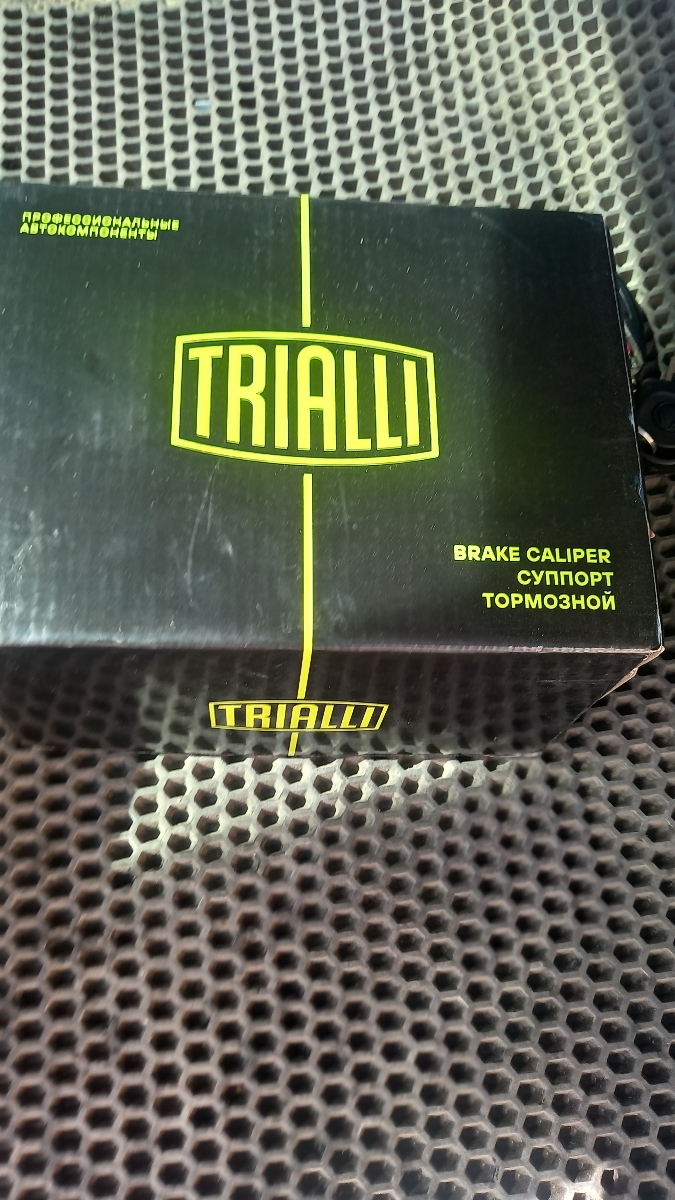 ПРОФЕССИОНАЛЬНЫЕ
АВТОКОМПОНЕНТЫ
TRIALLI
BRAKE CALIPER
СУППОРТ
ТОРМОЗНОЙ
TRIALLI